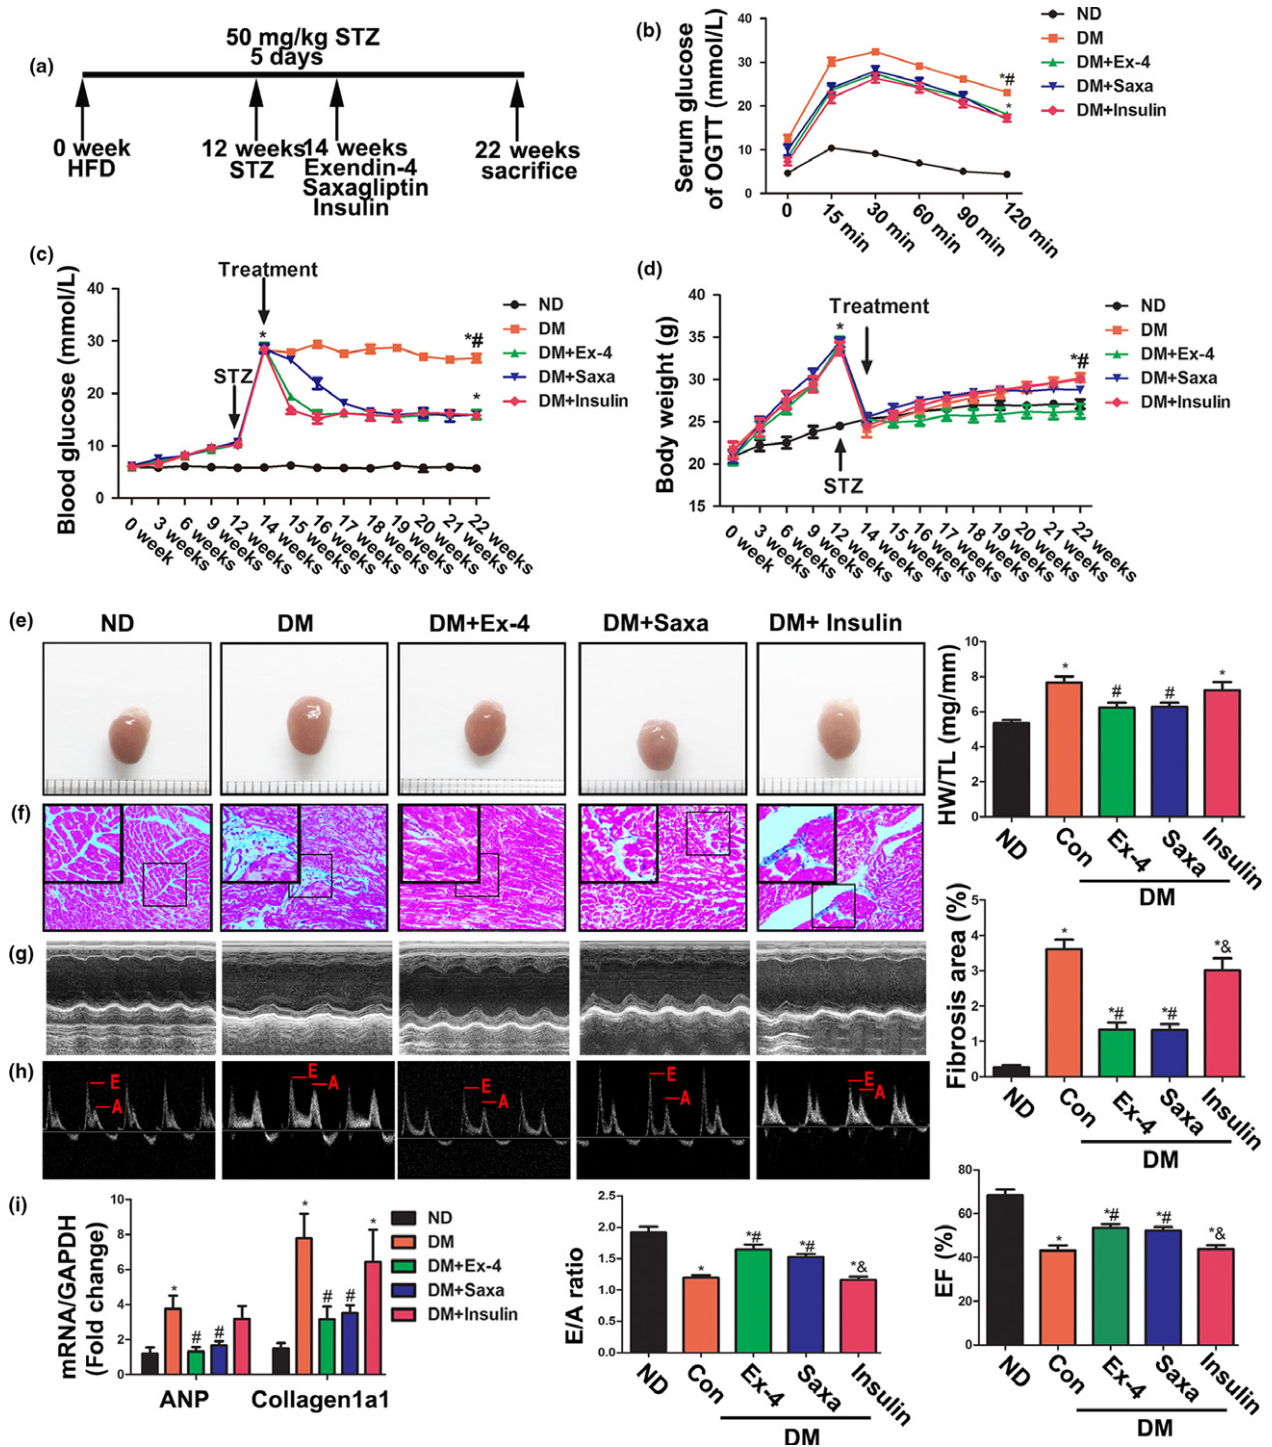 (a)
50 mg/kg STZ
5 days
0 week
HFD
12 weeks
STZ
14 weeks
Exendin-4
Saxagliptin
Insulin
22 weeks
sacrifice
(b)
Serum glucose
of OGTT (mmol/L)
40
30
20
10
0
0
15 min
30 min
60 min
90 min
120 min
*#
*
ND
DM
DM+Ex-4
DM+Saxa
DM+Insulin
(c)
Treatment
STZ
Blood glucose (mmol/L)
40
30
20
10
0
*
*#
*
0 week
3 weeks
6 weeks
9 weeks
12 weeks
14 weeks
15 weeks
16 weeks
17 weeks
18 weeks
19 weeks
20 weeks
21 weeks
22 weeks
ND
DM
DM+Ex-4
DM+Saxa
DM+Insulin
(d)
Treatment
STZ
Body weight (g)
40
35
30
25
20
15
*
*#
0 week
3 weeks
6 weeks
9 weeks
12 weeks
14 weeks
15 weeks
16 weeks
17 weeks
18 weeks
19 weeks
20 weeks
21 weeks
22 weeks
ND
DM
DM+Ex-4
DM+Saxa
DM+Insulin
(e)
ND
DM
DM+Ex-4
DM+Saxa
DM+ Insulin
HW/TL (mg/mm)
10
8
6
4
2
0
*
#
#
*
ND
Con
Ex-4
Saxa
Insulin
DM
(f)
Fibrosis area (%)
5
4
3
2
1
0
*
*#
*#
*&
ND
Con
Ex-4
Saxa
Insulin
DM
(g)
(h)
E
A
E
A
E
A
E
A
E
A
(i)
mRNA/GAPDH
(Fold change)
10
8
6
4
2
0
*
#
#
*
#
#
*
ANP
Collagen1a1
ND
DM
DM+Ex-4
DM+Saxa
DM+Insulin
E/A ratio
2.5
2.0
1.5
1.0
0.5
0.0
*
*#
*#
*&
ND
Con
Ex-4
Saxa
Insulin
DM
EF (%)
80
60
40
20
0
*
*#
*#
*&
ND
Con
Ex-4
Saxa
Insulin
DM